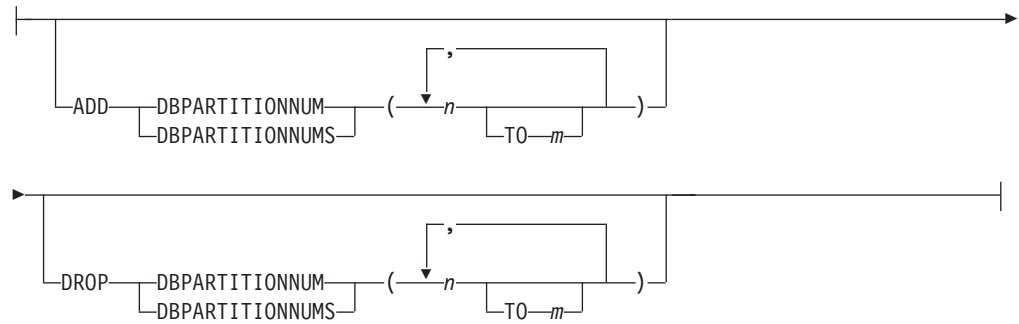 ,
ADD DBPARTITIONNUM ( n )
DBPARTITIONNUMS TO m
,
DROP DBPARTITIONNUM ( n )
DBPARTITIONNUMS TO m